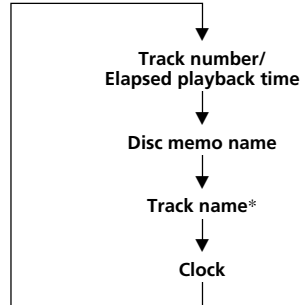 Track number/
Elapsed playback time
Disc memo name
Track name*
Clock